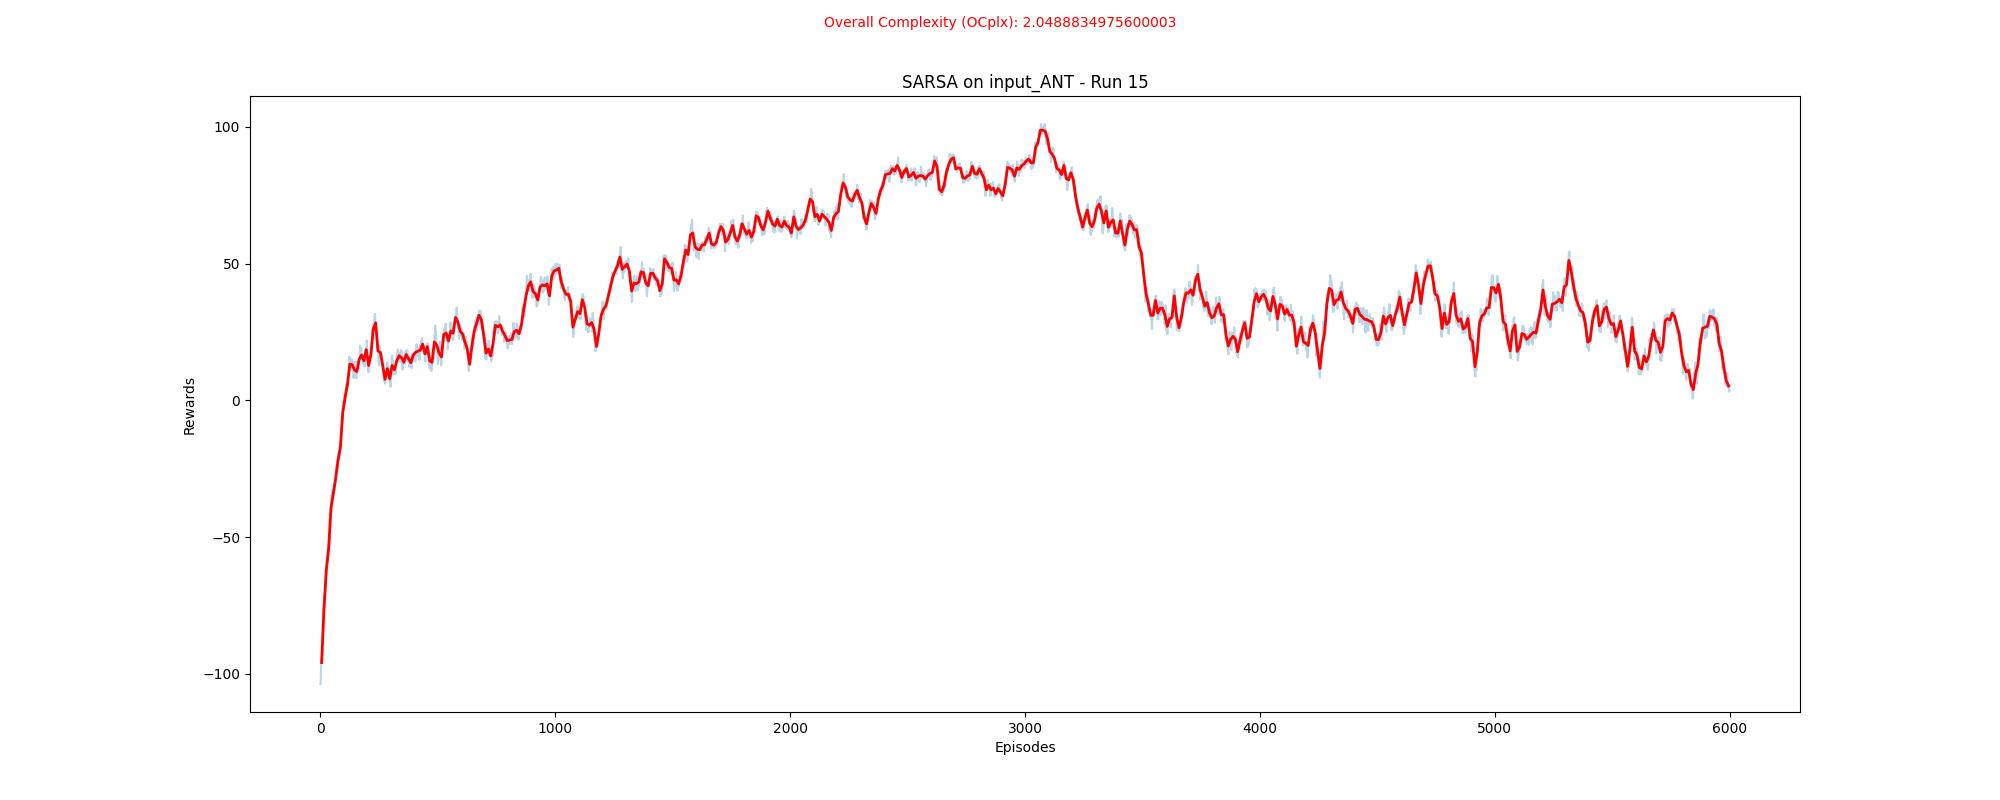 Overall Complexity (OCplx): 2.0488834975600003
SARSA on input_ANT - Run 15
100
50
0
−50
−100
Rewards
0 1000 2000 3000 4000 5000 6000
Episodes